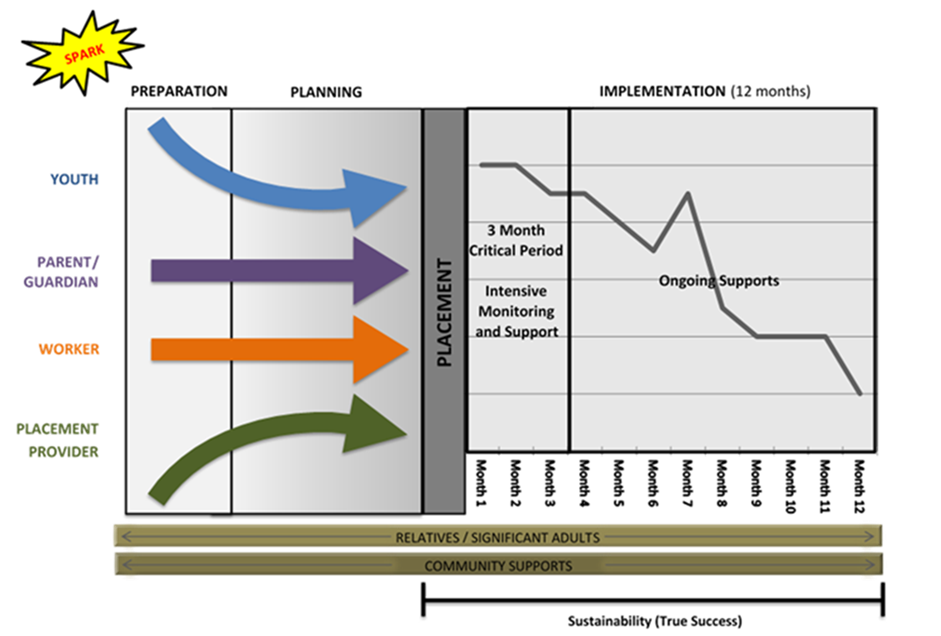 SPARK
PREPARATION
PLANNING
IMPLEMENTATION (12 months)
YOUTH
PARENT/
GUARDIAN
WORKER
PLACEMENT
PROVIDER
PLACEMENT
3 Month
Critical Period
Intensive
Monitoring
and Support
Ongoing Supports
Month 1
Month 2
Month 3
Month 4
Month 5
Month 6
Month 7
Month 8
Month 9
Month 10
Month 11
Month 12
RELATIVES / SIGNIFICANT ADULTS
COMMUNITY SUPPORTS
Sustainability (True Success)